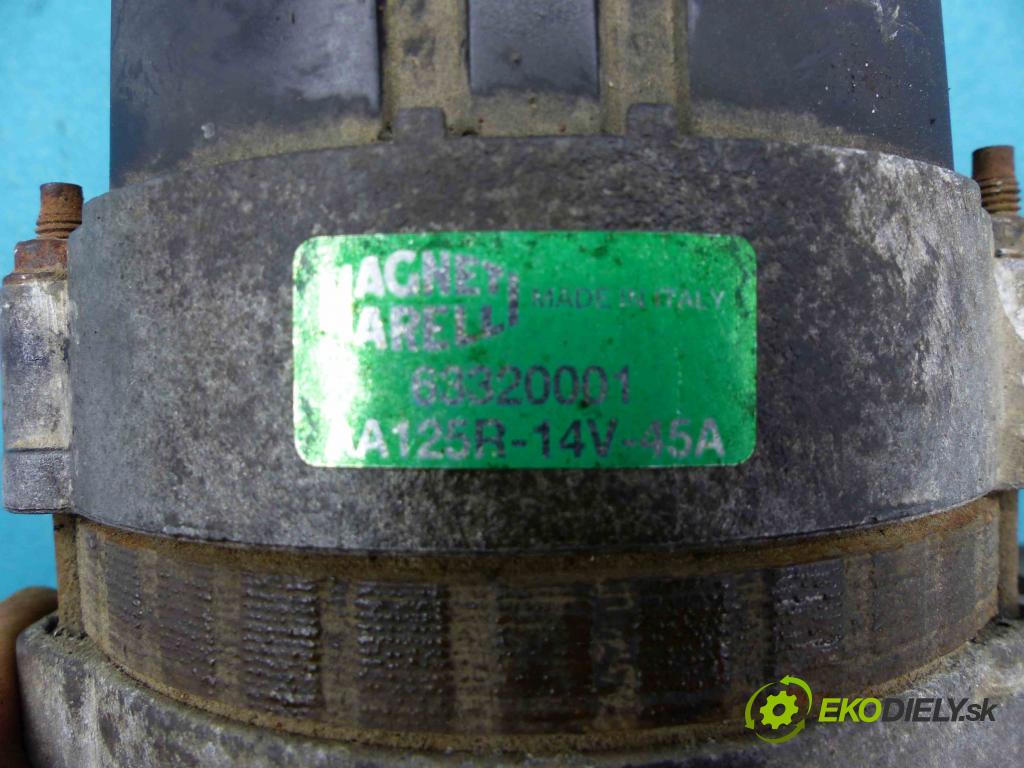 MAGNETI
MARELLI
MADE IN ITALY
63320001
AA125R-14V-45A
EKODIELY.sk